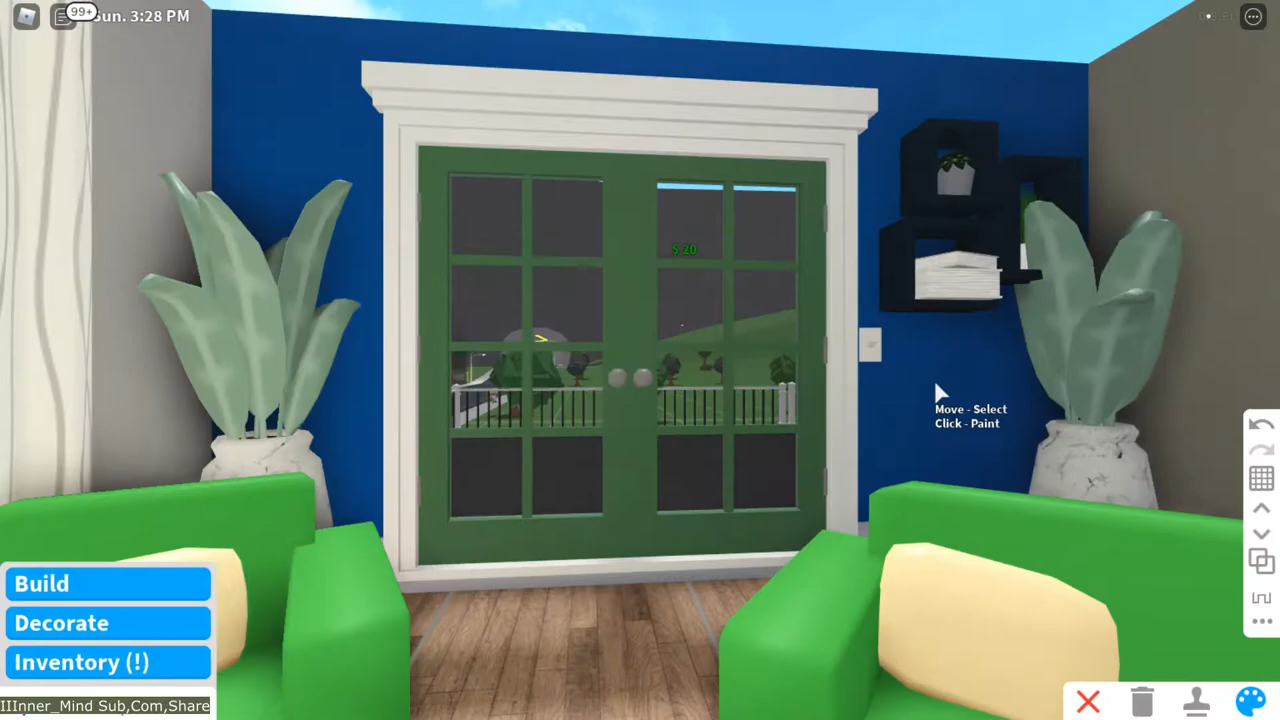 99+
Sun. 3:28 PM
$ 20
Move - Select
Click - Paint
Build
Decorate
Inventory (!)
IIInner_Mind Sub,Com,Share